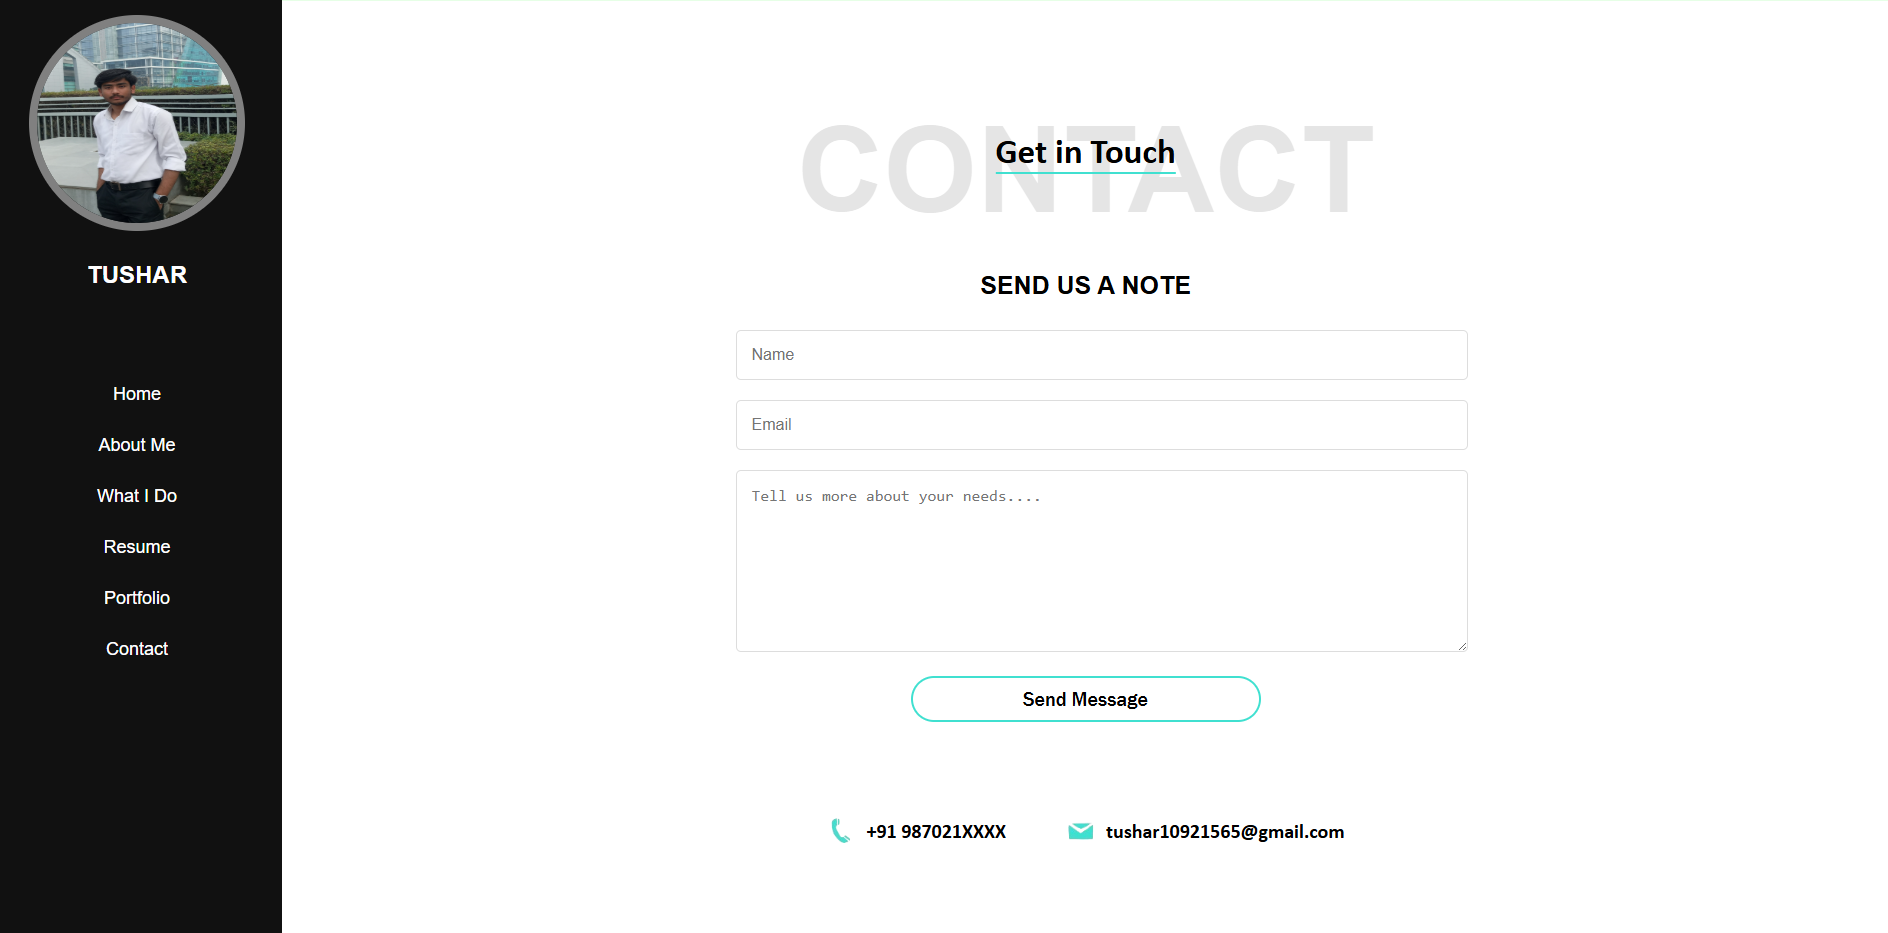 TUSHAR
Home
About Me
What I Do
Resume
Portfolio
Contact
CONTACT
Get in Touch
SEND US A NOTE
Name
Email
Tell us more about your needs....
Send Message
+91 987021XXXX
tushar10921565@gmail.com